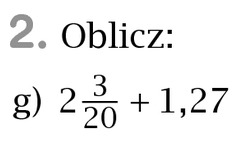 2. Oblicz:
g) 2 3/20 + 1,27